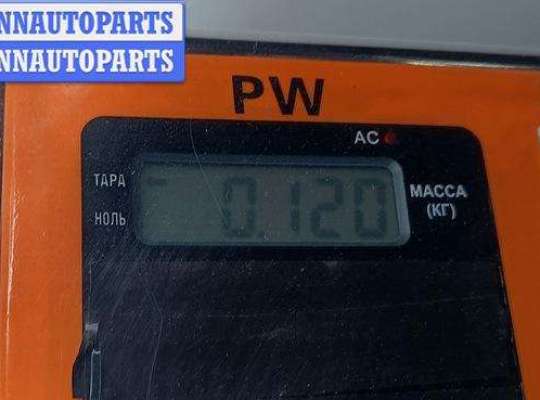 NNAUTOPARTS
NNAUTOPARTS
PW
AC
ТАРА
НОЛЬ
0.120
МАССА
(КГ)